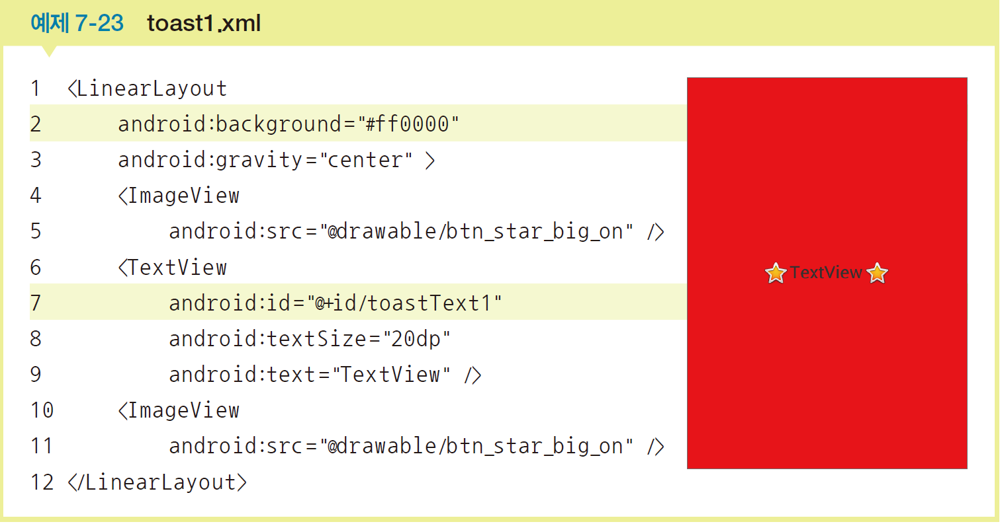 예제 7-23 toast1.xml
1 <LinearLayout
2 android:background="#ff0000"
3 android:gravity="center" >
4 <ImageView
5 android:src="@drawable/btn_star_big_on" />
6 <TextView
7 android:id="@+id/toastText1"
8 android:textSize="20dp"
9 android:text="TextView" />
10 <ImageView
11 android:src="@drawable/btn_star_big_on" />
12 </LinearLayout>
TextView